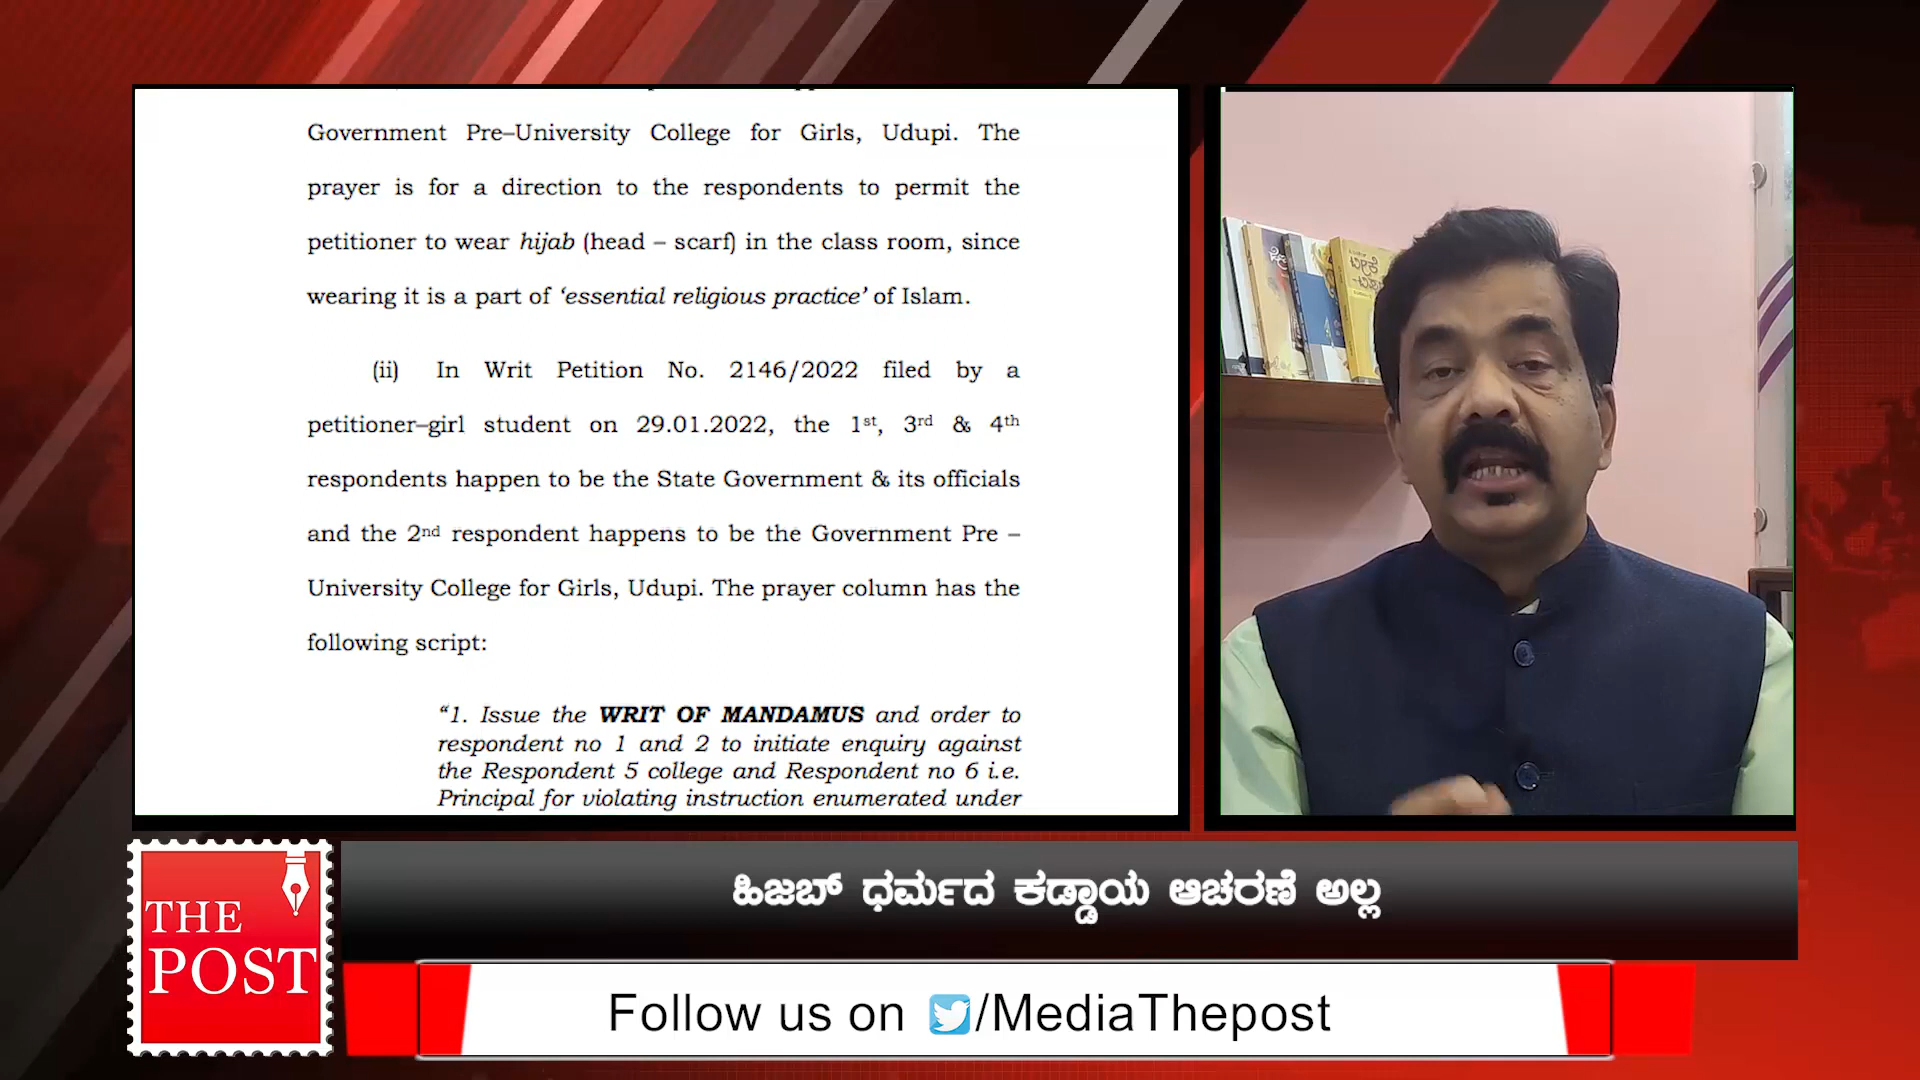 Government Pre–University College for Girls, Udupi. The
prayer is for a direction to the respondents to permit the
petitioner to wear hijab (head – scarf) in the class room, since
wearing it is a part of ‘essential religious practice’ of Islam.
(ii) In Writ Petition No. 2146/2022 filed by a
petitioner–girl student on 29.01.2022, the 1st, 3rd & 4th
respondents happen to be the State Government & its officials
and the 2nd respondent happens to be the Government Pre –
University College for Girls, Udupi. The prayer column has the
following script:
“1. Issue the WRIT OF MANDAMUS and order to
respondent no 1 and 2 to initiate enquiry against
the Respondent 5 college and Respondent no 6 i.e.
Principal for violating instruction enumerated under
THE
POST
ಹಿಜಬ್ ಧರ್ಮದ ಕಡ್ಡಾಯ ಆಚರಣೆ ಅಲ್ಲ
Follow us on /MediaThepost